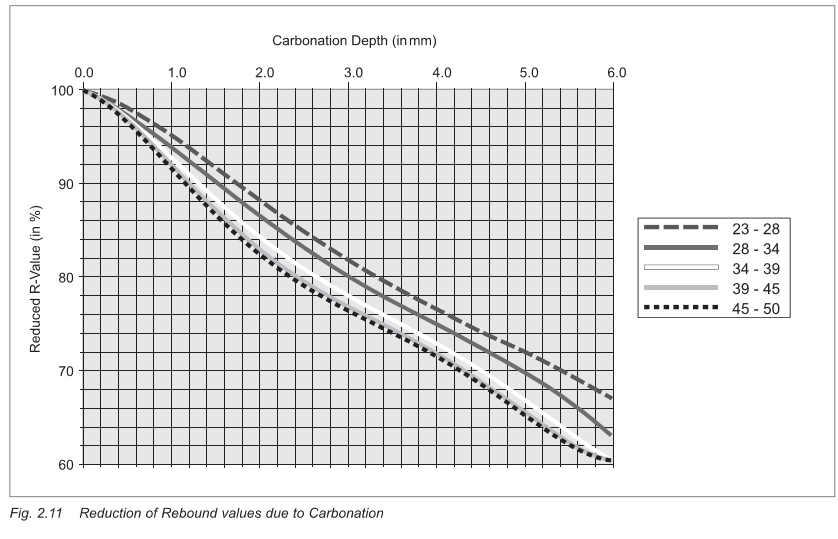 Carbonation Depth (in mm)
0.0 1.0 2.0 3.0 4.0 5.0 6.0
100
90
80
70
60
Reduced R-Value (in %)
23 - 28
28 - 34
34 - 39
39 - 45
45 - 50
Fig. 2.11 Reduction of Rebound values due to Carbonation